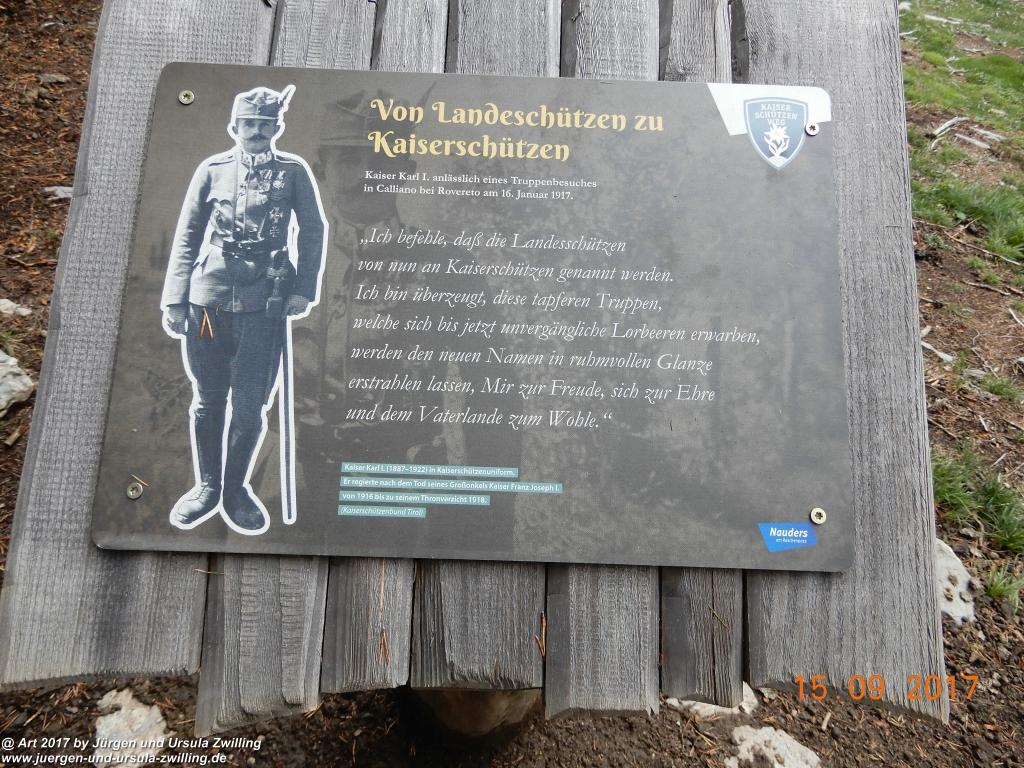 Von Landeschützen zu
Kaiserschützen
KAISER
SCHÜTZEN
WEG
Kaiser Karl I. anlässlich eines Truppenbesuches
in Calliano bei Rovereto am 16. Januar 1917.
„Ich befehle, daß die Landesschützen
von nun an Kaiserschützen genannt werden.
Ich bin überzeugt, diese tapferen Truppen,
welche sich bis jetzt unvergängliche Lorbeeren erwarben,
werden den neuen Namen in ruhmvollen Glanze
erstrahlen lassen, Mir zur Freude, sich zur Ehre
und dem Vaterlande zum Wohle.“
Kaiser Karl I. (1887–1922) in Kaiserschützenuniform.
Er regierte nach dem Tod seines Großonkels Kaiser Franz Joseph I.
von 1916 bis zu seinem Thronverzicht 1918.
(Kaiserschützenbund Tirol)
Nauders
am Reschenpass
15 09 2017
@ Art 2017 by Jürgen und Ursula Zwilling
www.juergen-und-ursula-zwilling.de